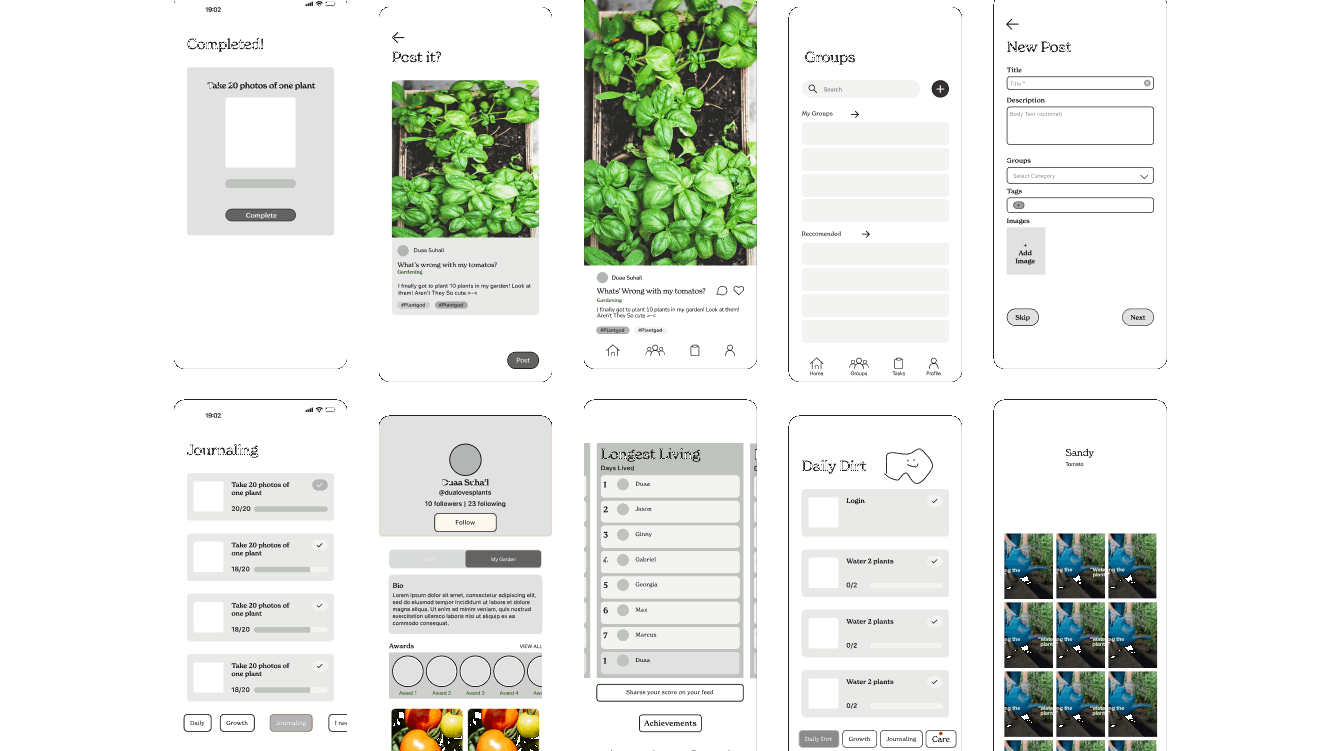 19:02
Completed!
Take 20 photos of one plant
Complete
Post it?
Duaa Suhail
What's wrong with my tomatoes?
Gardening
I finally got to plant 10 plants in my garden! Look at
them! Aren't They So cute >-<
#Plantgod #Plantgod
Post
Duaa Suhail
Whats' Wrong with my tomatoes?
Gardening
I finally got to plant 10 plants in my garden! Look at them!
Aren't They So cute >-<
#Plantgod #Plantgod
Groups
Search
+
My Groups
Reccomended
Home Groups Tasks Profile
New Post
Title
Title *
Description
Body Text (optional)
Groups
Select Category
Tags
+
Images
+
Add
Image
Skip Next
19:02
Journaling
Take 20 photos of
one plant
20/20
Take 20 photos of
one plant
18/20
Take 20 photos of
one plant
18/20
Take 20 photos of
one plant
18/20
Daily Growth Journaling I nee
Duaa Scha'l
@dualovesplants
10 followers | 23 following
Follow
My Garden
Bio
Lorem ipsum dolor sit amet, consectetur adipiscing elit,
sed do eiusmod tempor incididunt ut labore et dolore
magna aliqua. Ut enim ad minim veniam, quis nostrud
exercitation ullamco laboris nisi ut aliquip ex ea
commodo consequat.
Awards VIEW ALL
Award 1 Award 2 Award 3 Award 4 Aw
Longest Living
Days Lived
1 Duaa
2 Jason
3 Ginny
4 Gabriel
5 Georgia
6 Max
7 Marcus
1 Duaa
Shares your score on your feed
Achievements
Daily Dirt
Login
Water 2 plants
0/2
Water 2 plants
0/2
Water 2 plants
0/2
Daily Dirt Growth Journaling Care
Sandy
Tomato